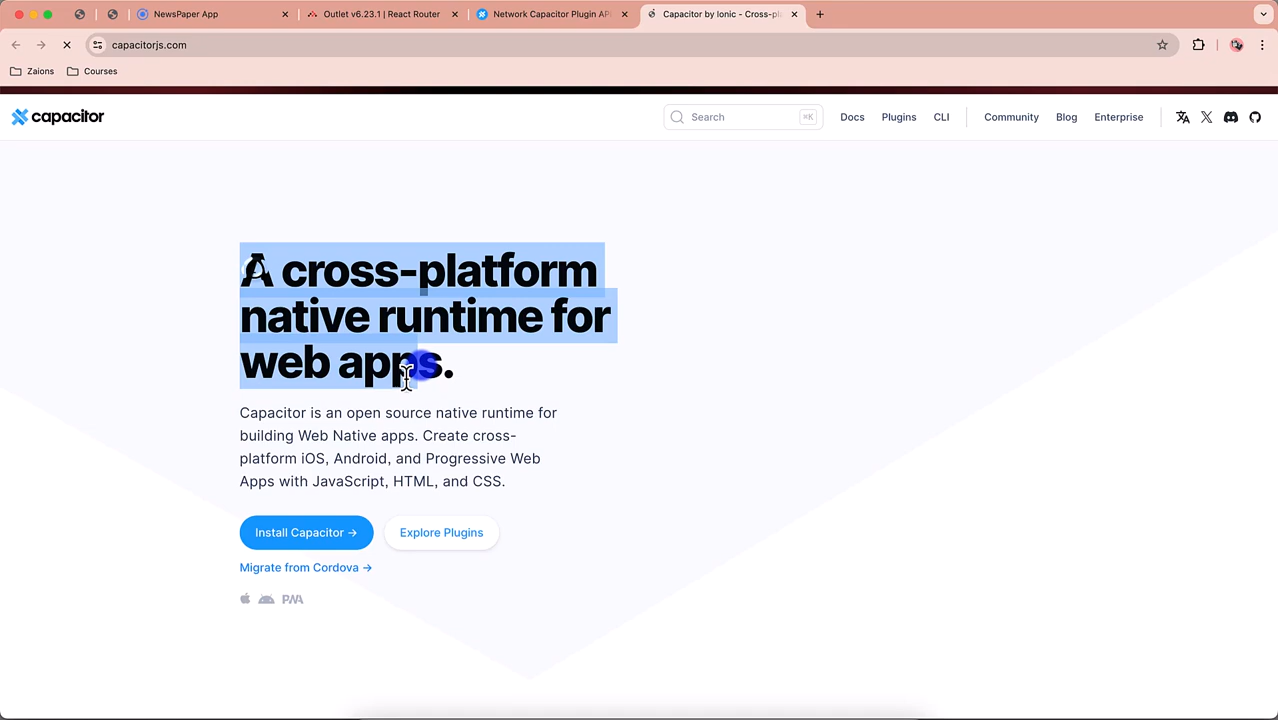 NewsPaper App
Outlet v6.23.1 | React Router
Network Capacitor Plugin API
Capacitor by Ionic - Cross-pl
capacitorjs.com
Zaions
Courses
capacitor
Search
⌘K
Docs
Plugins
CLI
Community
Blog
Enterprise
A cross-platform
native runtime for
web apps.
Capacitor is an open source native runtime for
building Web Native apps. Create cross-
platform iOS, Android, and Progressive Web
Apps with JavaScript, HTML, and CSS.
Install Capacitor →
Explore Plugins
Migrate from Cordova →
PWA